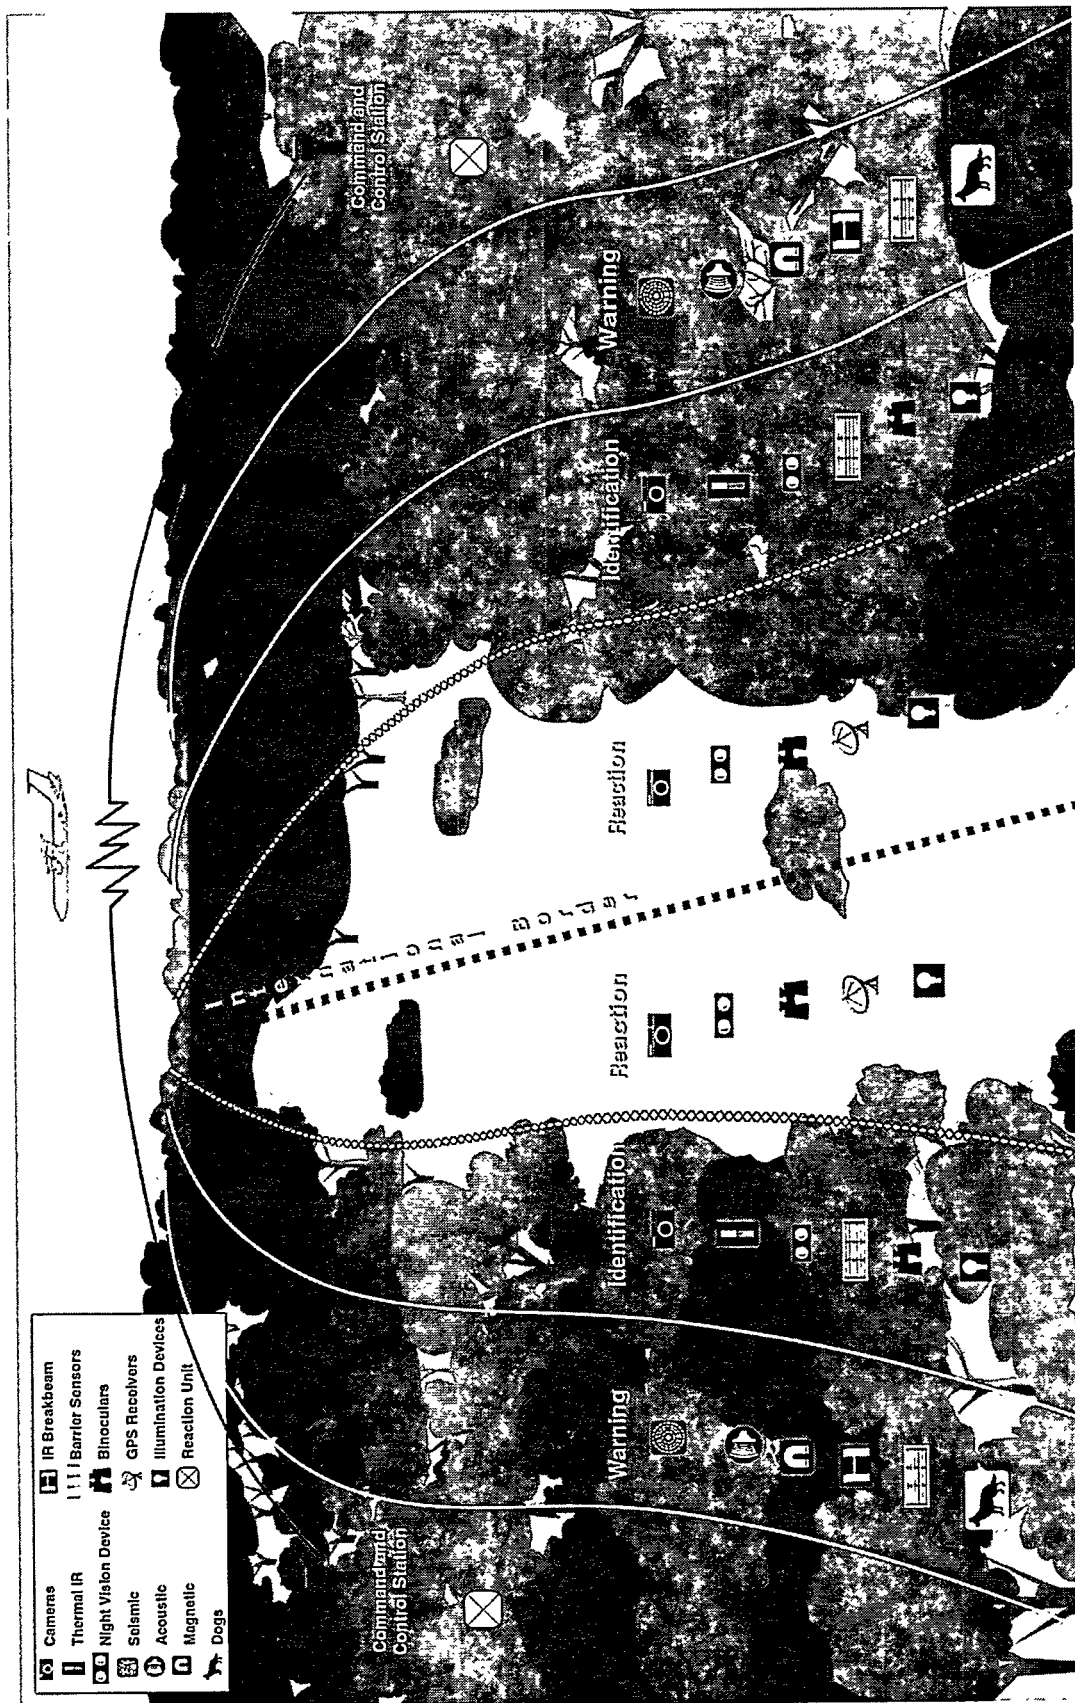 Cameras
Thermal IR
Night Vision Device
Seismic
Acoustic
Magnetic
Dogs
IR Breakbeam
Barrier Sensors
Binoculars
GPS Receivers
Illumination Devices
Reaction Unit
Command and
Control Station
Warning
Identification
Reaction
International Border
Reaction
Identification
Warning
Command and
Control Station